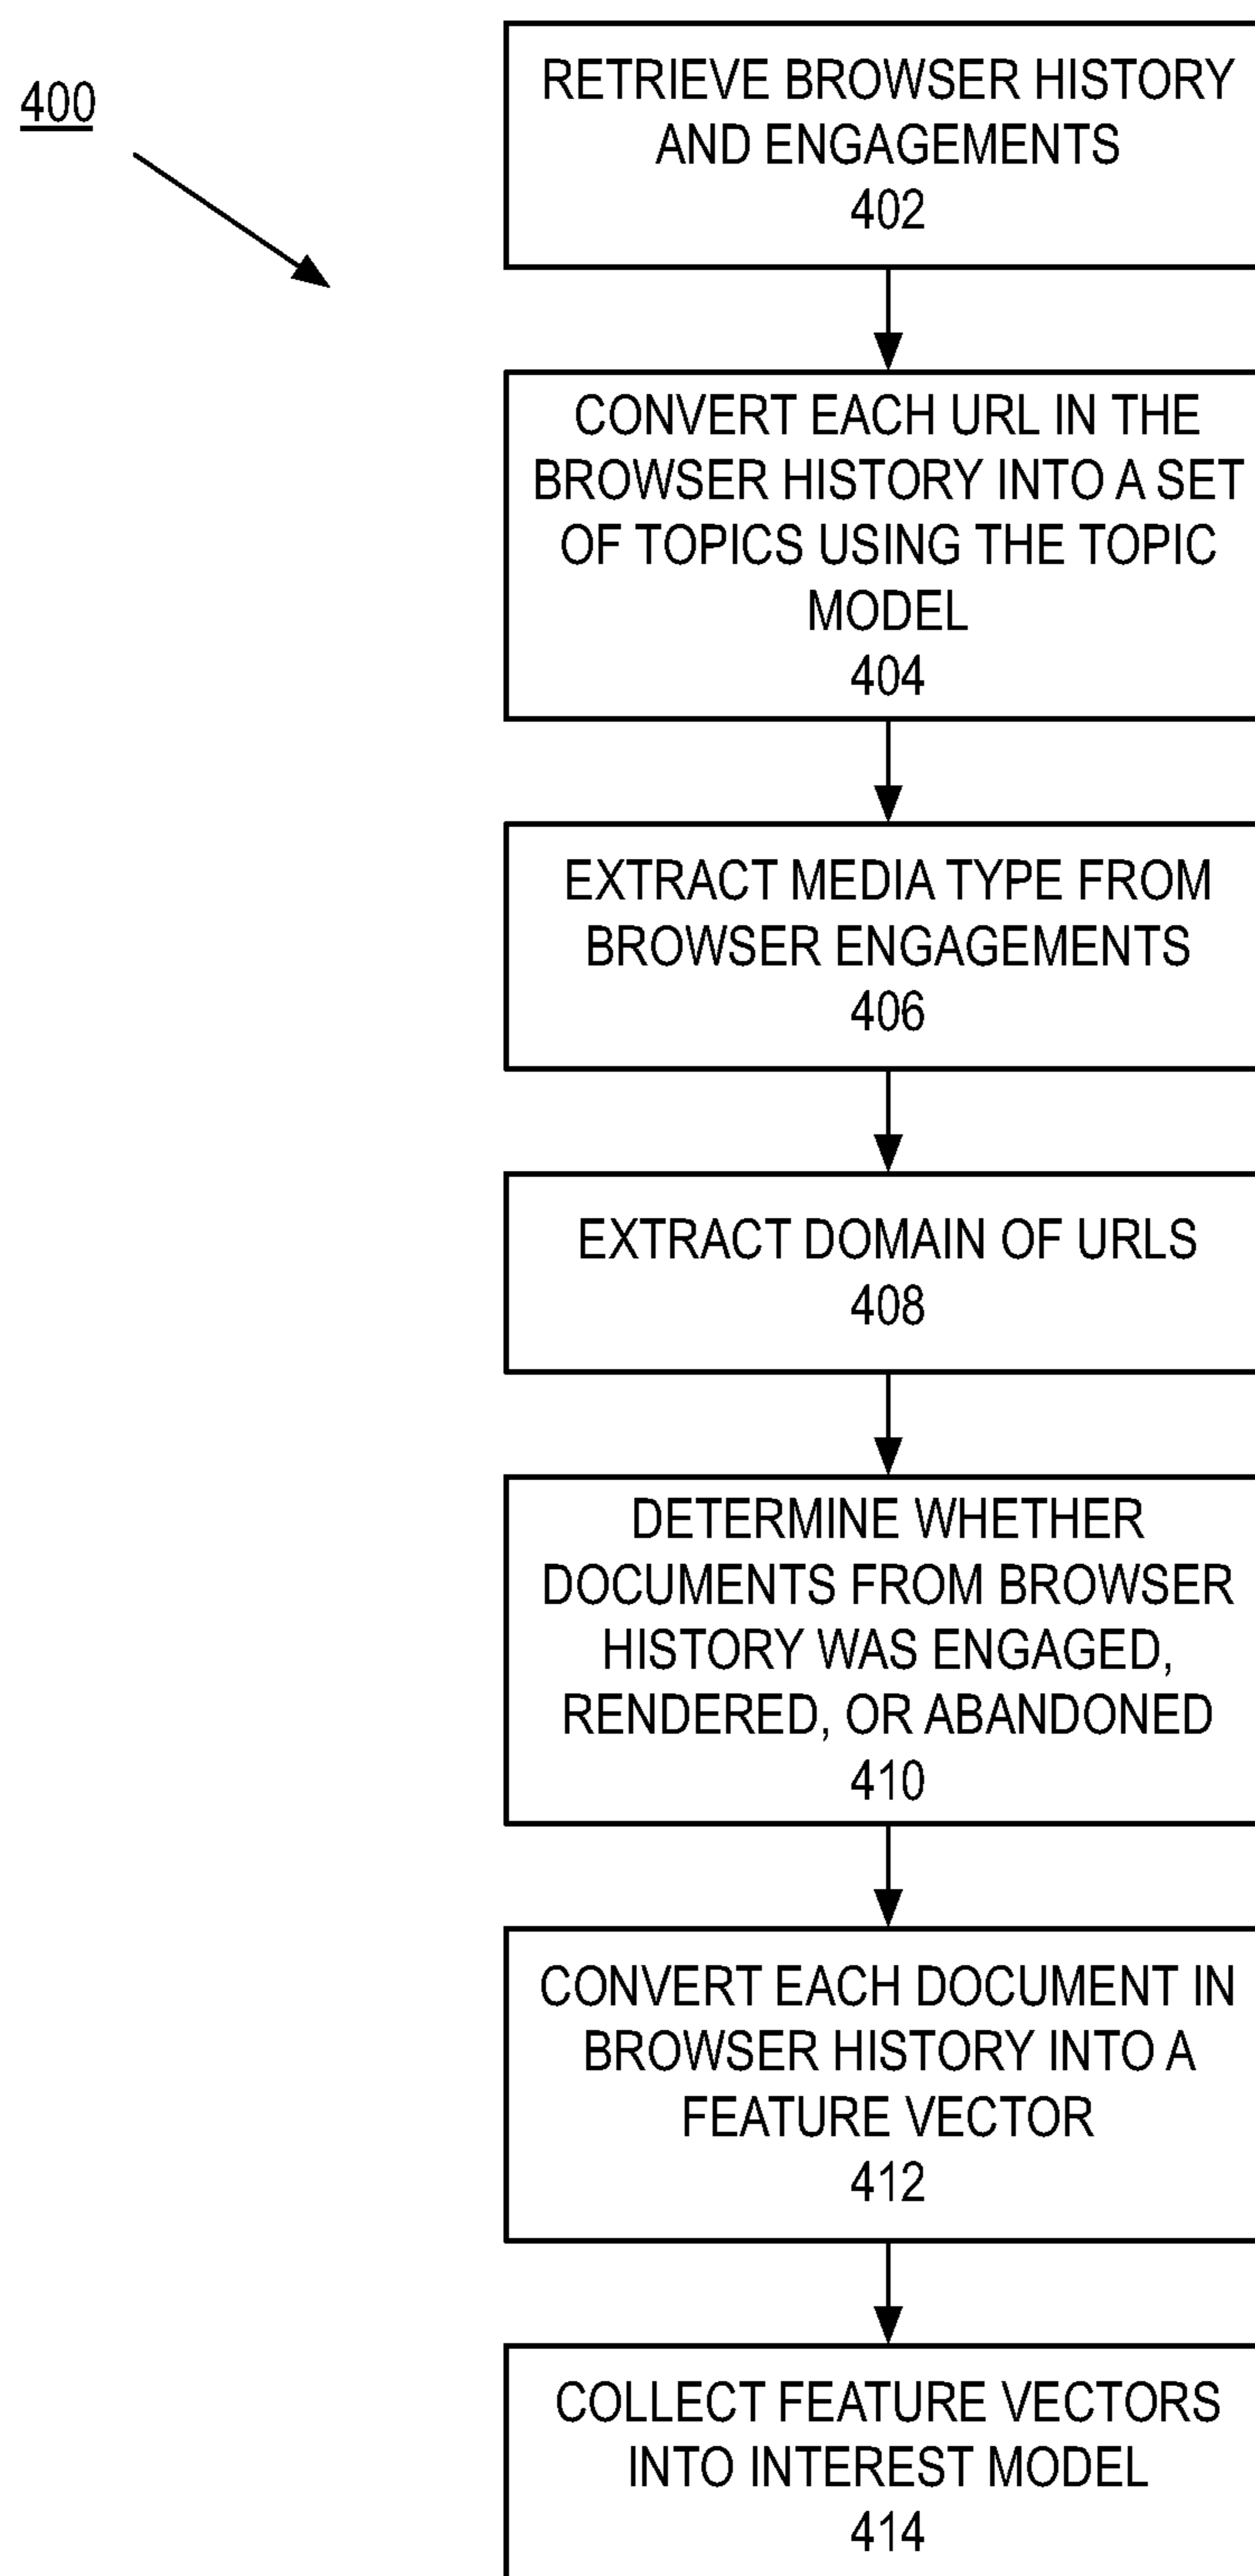 400
RETRIEVE BROWSER HISTORY
AND ENGAGEMENTS
402
CONVERT EACH URL IN THE
BROWSER HISTORY INTO A SET
OF TOPICS USING THE TOPIC
MODEL
404
EXTRACT MEDIA TYPE FROM
BROWSER ENGAGEMENTS
406
EXTRACT DOMAIN OF URLS
408
DETERMINE WHETHER
DOCUMENTS FROM BROWSER
HISTORY WAS ENGAGED,
RENDERED, OR ABANDONED
410
CONVERT EACH DOCUMENT IN
BROWSER HISTORY INTO A
FEATURE VECTOR
412
COLLECT FEATURE VECTORS
INTO INTEREST MODEL
414